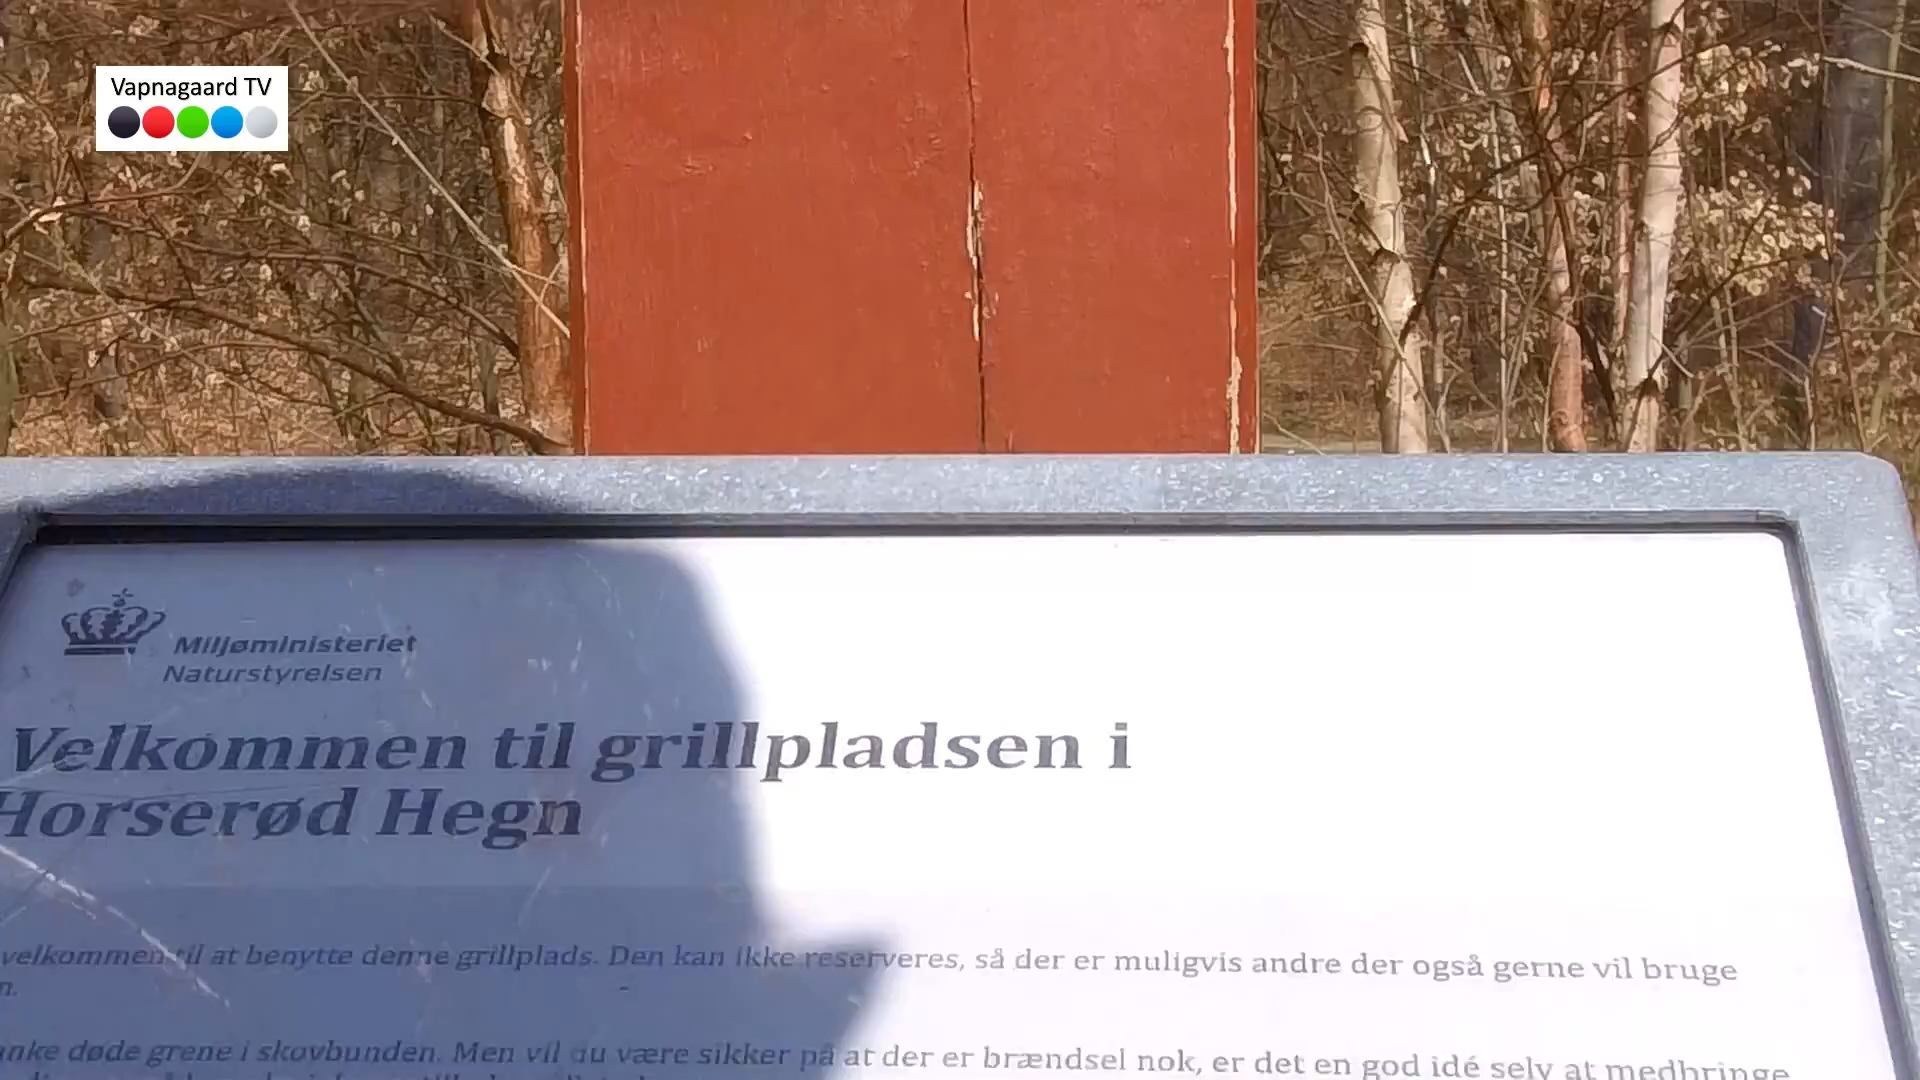 Vapnagaard TV
Miljøministeriet
Naturstyrelsen
Velkommen til grillpladsen i
Horserød Hegn
velkommen til at benytte denne grillplads. Den kan ikke reserveres, så der er muligvis andre der også gerne vil bruge
n.
anke døde grene i skovbunden. Men vil du være sikker på at der er brændsel nok, er det en god idé selv at medbringe